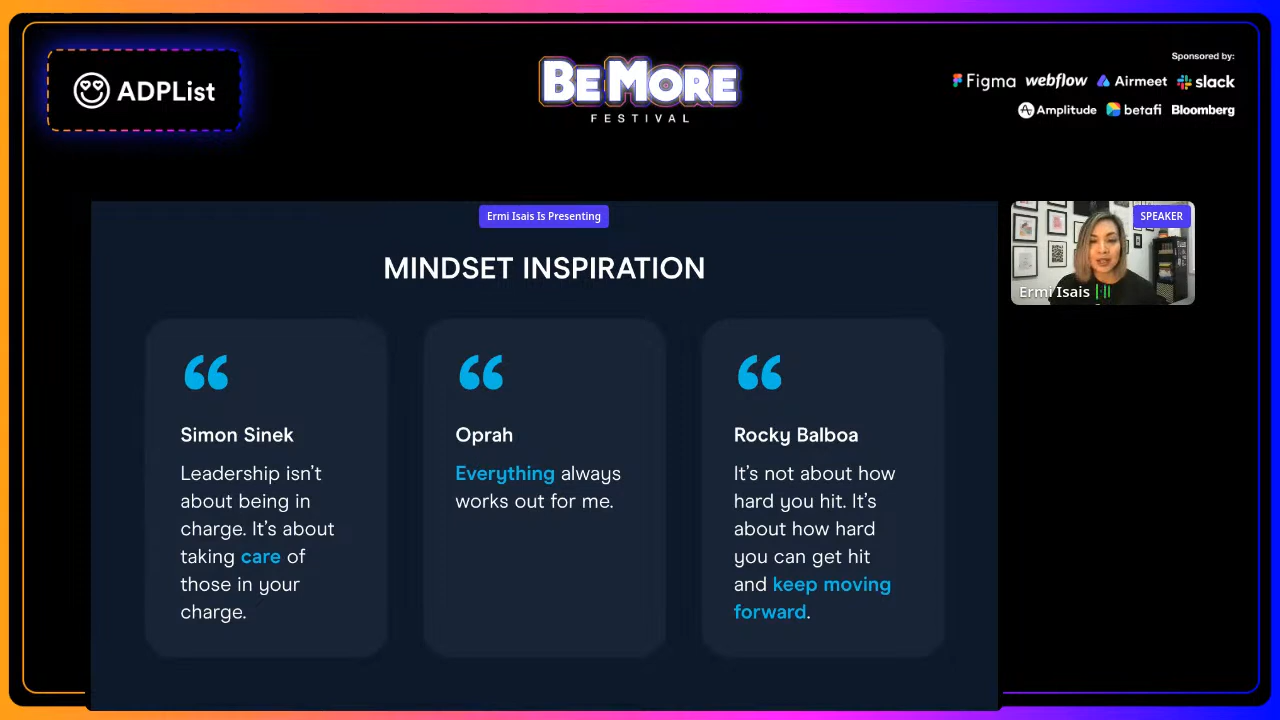 ADPList
BE MORE
FESTIVAL
Sponsored by:
Figma webflow Airmeet slack
Amplitude betafi Bloomberg
Ermi Isais Is Presenting
SPEAKER
Ermi Isais
MINDSET INSPIRATION
Simon Sinek
Leadership isn't
about being in
charge. It's about
taking care of
those in your
charge.
Oprah
Everything always
works out for me.
Rocky Balboa
It's not about how
hard you hit. It's
about how hard
you can get hit
and keep moving
forward.